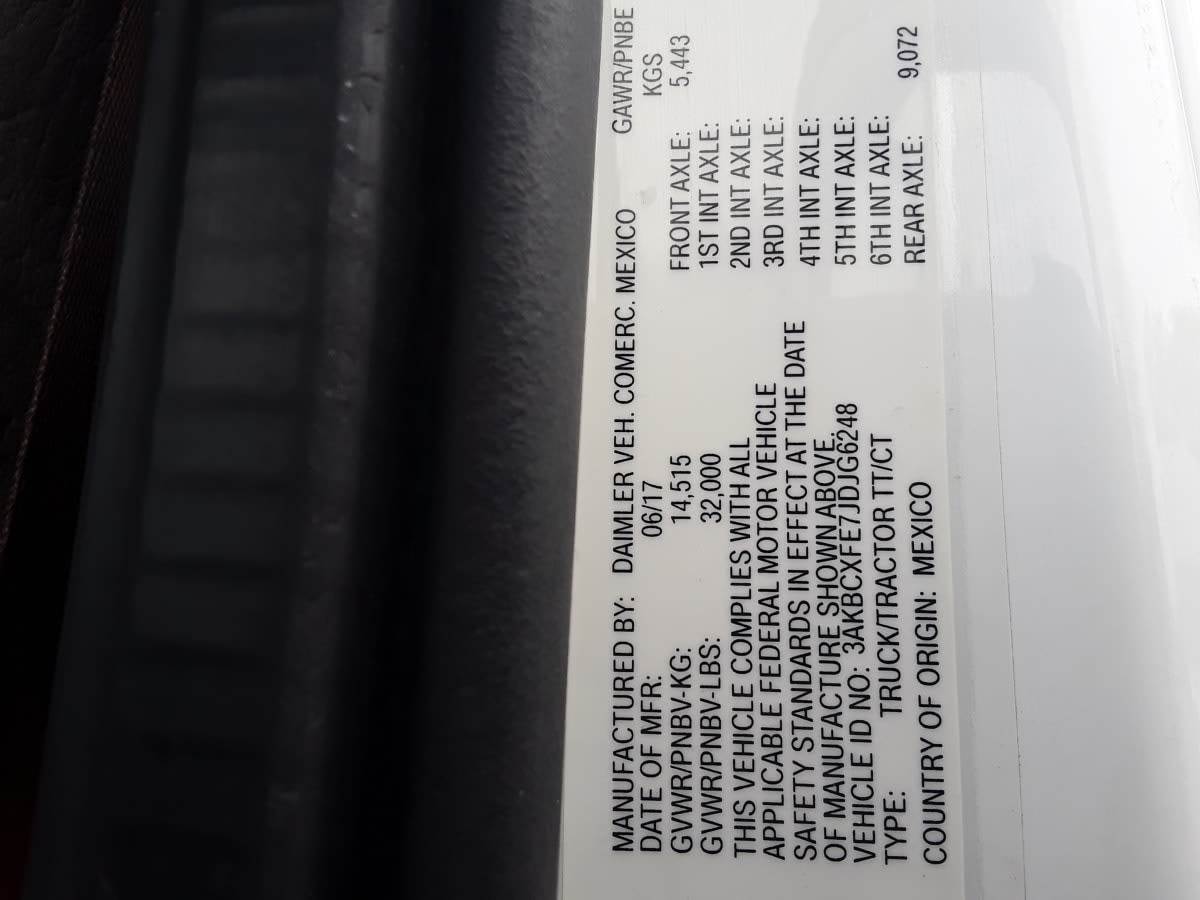 MANUFACTURED BY: DAIMLER VEH. COMERC. MEXICO
DATE OF MFR: 06/17
GVWR/PNBV-KG: 14,515
GVWR/PNBV-LBS: 32,000
THIS VEHICLE COMPLIES WITH ALL
APPLICABLE FEDERAL MOTOR VEHICLE
SAFETY STANDARDS IN EFFECT AT THE DATE
OF MANUFACTURE SHOWN ABOVE.
VEHICLE ID NO: 3AKBCXFE7JDJG6248
TYPE: TRUCK/TRACTOR TT/CT
COUNTRY OF ORIGIN: MEXICO
GAWR/PNBE
KGS
FRONT AXLE: 5,443
1ST INT AXLE:
2ND INT AXLE:
3RD INT AXLE:
4TH INT AXLE:
5TH INT AXLE:
6TH INT AXLE:
REAR AXLE: 9,072